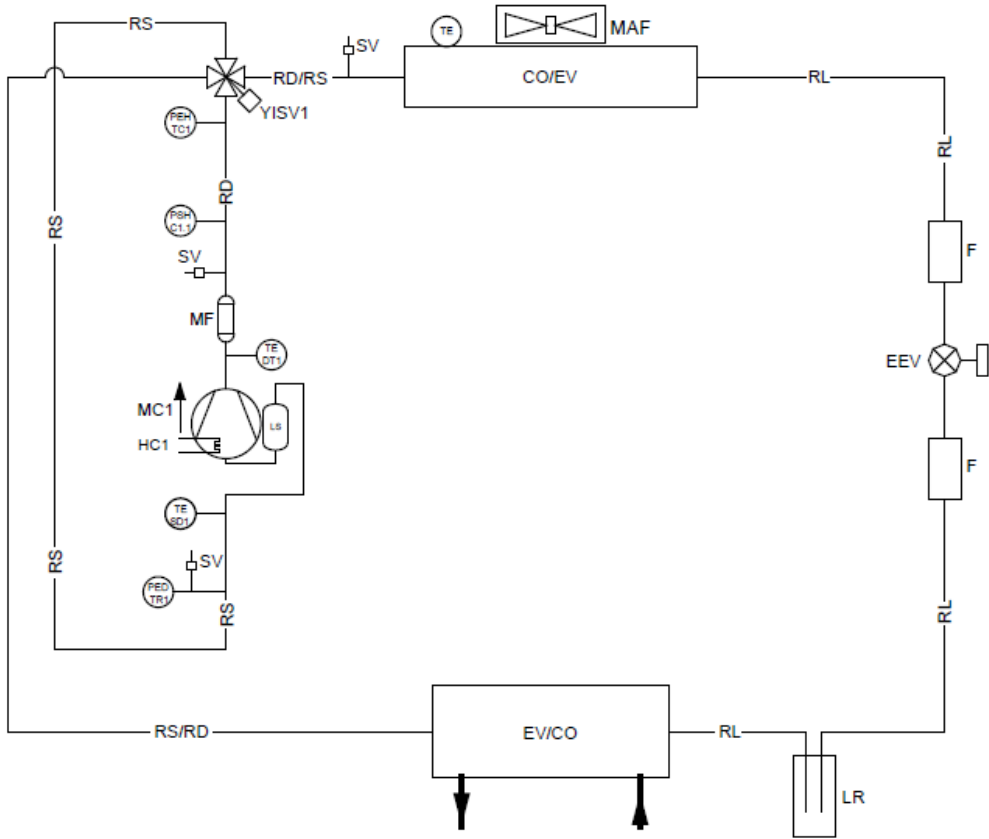 RS
SV
TE
MAF
RD/RS
CO/EV
RL
YISV1
PEH
TC1
RL
RD
PSH
C1.1
RS
SV
F
MF
TE
DT1
EEV
MC1
LS
HC1
F
TE
SD1
RS
SV
PED
TR1
RS
RL
RS/RD
EV/CO
RL
LR